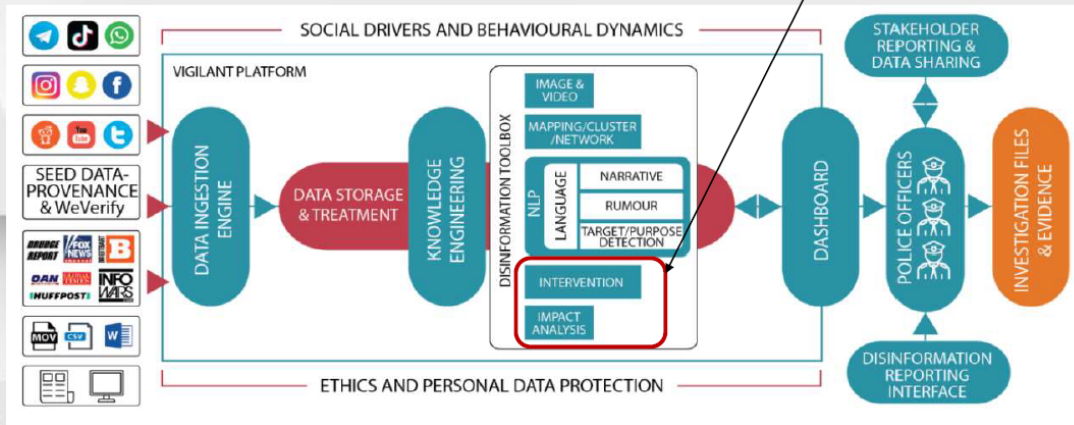 SOCIAL DRIVERS AND BEHAVIOURAL DYNAMICS
VIGILANT PLATFORM
SEED DATA-
PROVENANCE
& WeVerify
You
Tube
DRUDGE
REPORT
FOX
NEWS
BREITBART
B
DAN
INFO
WARS
IHUFFPOSTI
MOV
CSV
W
DATA INGESTION
ENGINE
DATA STORAGE
& TREATMENT
KNOWLEDGE
ENGINEERING
DISINFORMATION TOOLBOX
IMAGE &
VIDEO
MAPPING/CLUSTER
/NETWORK
NLP
LANGUAGE
NARRATIVE
RUMOUR
TARGET/PURPOSE
DETECTION
INTERVENTION
IMPACT
ANALYSIS
DASHBOARD
STAKEHOLDER
REPORTING &
DATA SHARING
POLICE OFFICERS
DISINFORMATION
REPORTING
INTERFACE
INVESTIGATION FILES
& EVIDENCE
ETHICS AND PERSONAL DATA PROTECTION